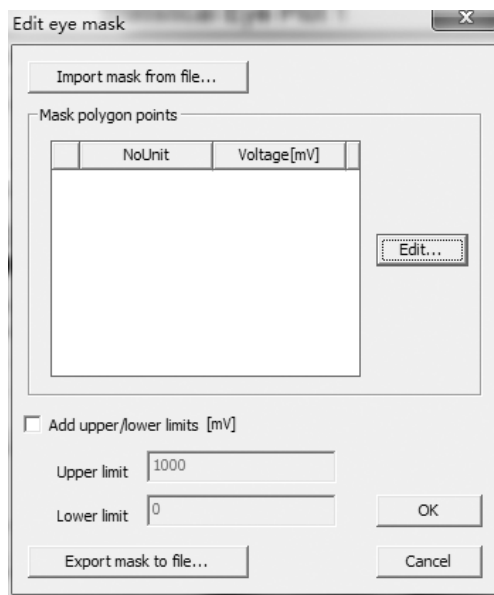 Edit eye mask
Import mask from file...
Mask polygon points
NoUnit Voltage[mV]
Edit...
Add upper/lower limits [mV]
Upper limit 1000
Lower limit 0
OK
Export mask to file...
Cancel